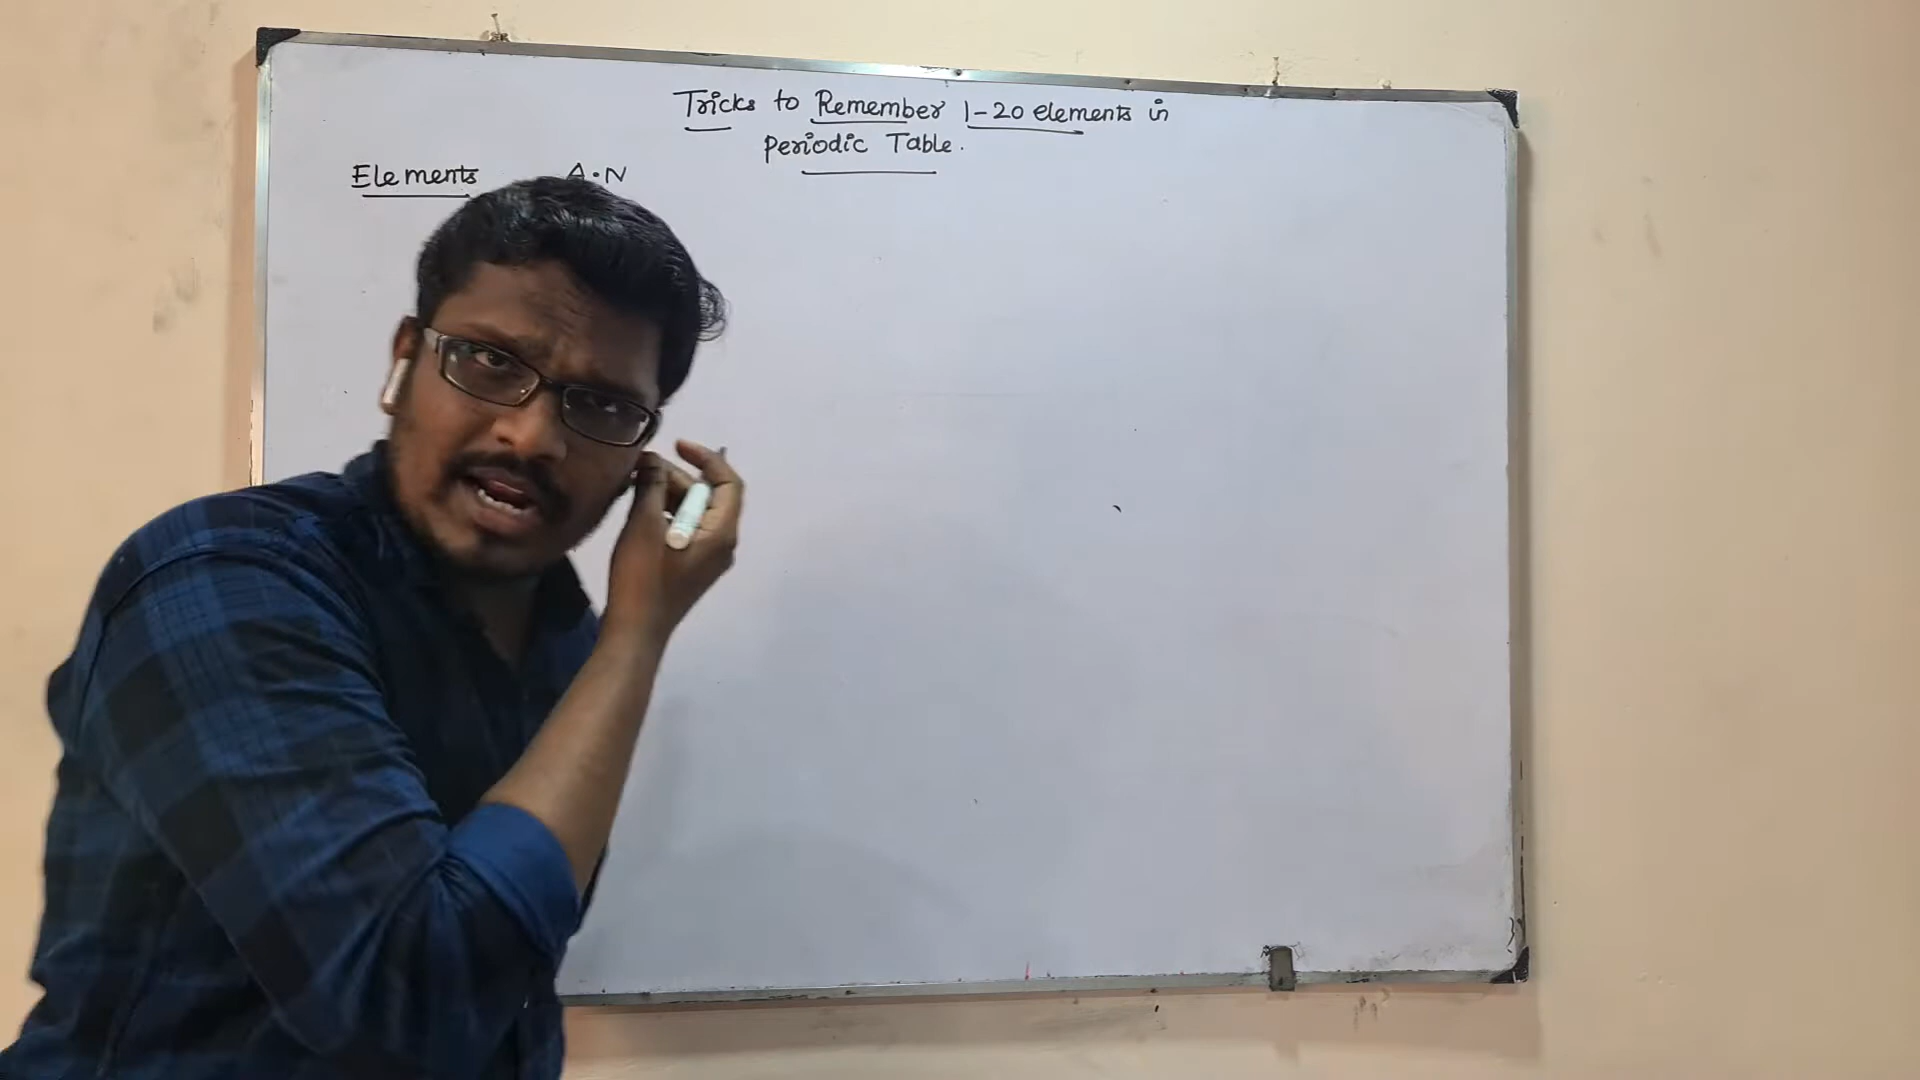 Tricks to Remember 1-20 elements in
Periodic Table.
Elements A.N